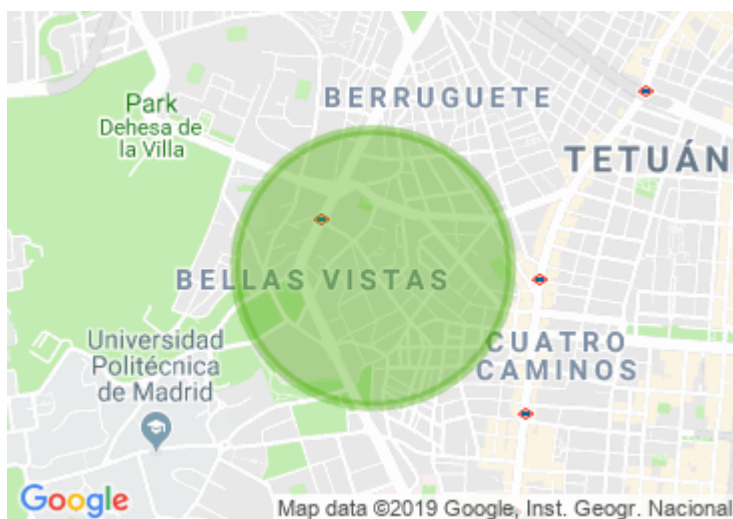 BERRUGUETE
Park
Dehesa de
la Villa
TETUÁN
BELLAS VISTAS
Universidad
Politécnica
de Madrid
CUATRO
CAMINOS
Google
Map data ©2019 Google, Inst. Geogr. Nacional